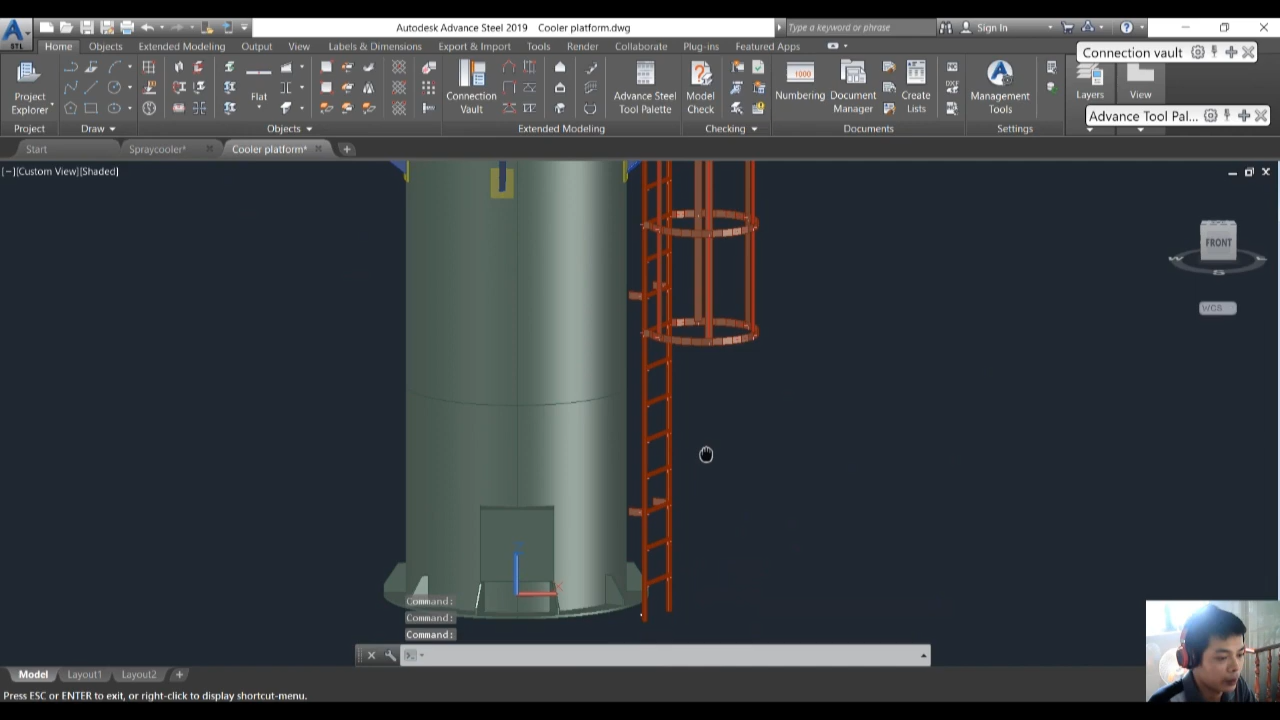 Autodesk Advance Steel 2019 Cooler platform.dwg
Type a keyword or phrase
Sign In
STL
Home Objects Extended Modeling Output View Labels & Dimensions Export & Import Tools Render Collaborate Plug-ins Featured Apps
Connection vault
Project Explorer
Flat
Connection Vault
Advance Steel Tool Palette
Model Check
1000
Numbering
Document Manager
Create Lists
Management Tools
Layers
View
Advance Tool Pal...
Project Draw Objects Extended Modeling Checking Documents Settings
Start Spraycooler* Cooler platform*
[−][Custom View][Shaded]
FRONT
W
S
WCS
Command:
Command:
Command:
Model Layout1 Layout2
Press ESC or ENTER to exit, or right-click to display shortcut-menu.